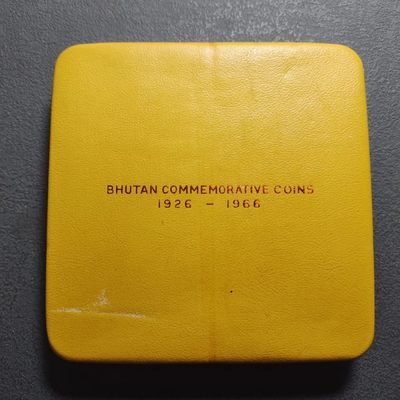 BHUTAN COMMEMORATIVE COINS
1926 - 1966